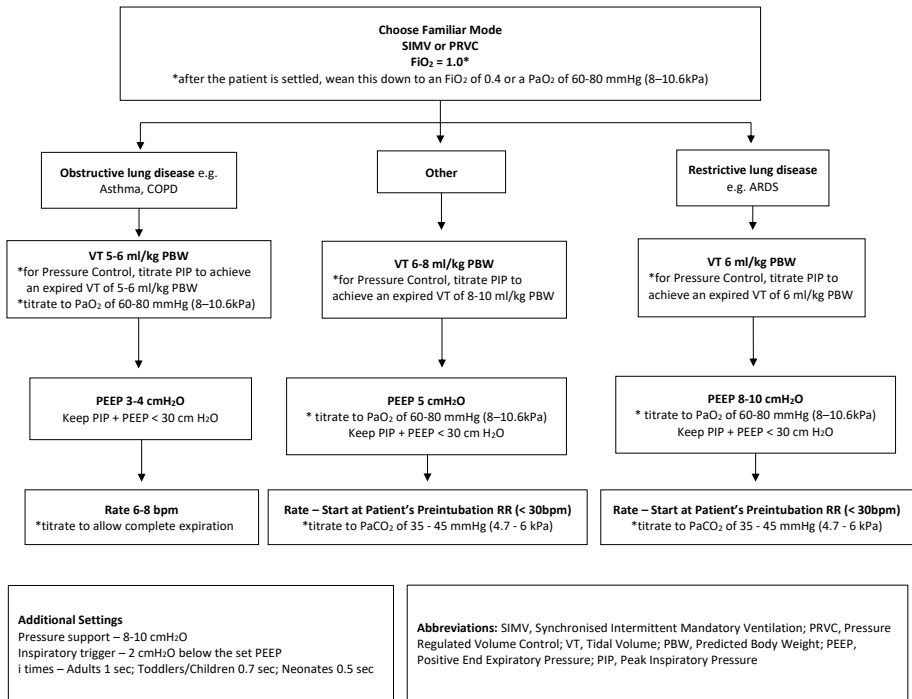 Choose Familiar Mode
SIMV or PRVC
FiO₂ = 1.0*
*after the patient is settled, wean this down to an FiO₂ of 0.4 or a PaO₂ of 60-80 mmHg (8–10.6kPa)
Obstructive lung disease e.g.
Asthma, COPD
Other
Restrictive lung disease
e.g. ARDS
VT 5-6 ml/kg PBW
*for Pressure Control, titrate PIP to achieve
an expired VT of 5-6 ml/kg PBW
*titrate to PaO₂ of 60-80 mmHg (8–10.6kPa)
VT 6-8 ml/kg PBW
*for Pressure Control, titrate PIP to
achieve an expired VT of 8-10 ml/kg PBW
VT 6 ml/kg PBW
*for Pressure Control, titrate PIP to
achieve an expired VT of 6 ml/kg PBW
PEEP 3-4 cmH₂O
Keep PIP + PEEP < 30 cm H₂O
PEEP 5 cmH₂O
* titrate to PaO₂ of 60-80 mmHg (8–10.6kPa)
Keep PIP + PEEP < 30 cm H₂O
PEEP 8-10 cmH₂O
* titrate to PaO₂ of 60-80 mmHg (8–10.6kPa)
Keep PIP + PEEP < 30 cm H₂O
Rate 6-8 bpm
*titrate to allow complete expiration
Rate – Start at Patient's Preintubation RR (< 30bpm)
*titrate to PaCO₂ of 35 - 45 mmHg (4.7 - 6 kPa)
Rate – Start at Patient's Preintubation RR (< 30bpm)
*titrate to PaCO₂ of 35 - 45 mmHg (4.7 - 6 kPa)
Additional Settings
Pressure support – 8-10 cmH₂O
Inspiratory trigger – 2 cmH₂O below the set PEEP
i times – Adults 1 sec; Toddlers/Children 0.7 sec; Neonates 0.5 sec
Abbreviations: SIMV, Synchronised Intermittent Mandatory Ventilation; PRVC, Pressure
Regulated Volume Control; VT, Tidal Volume; PBW, Predicted Body Weight; PEEP,
Positive End Expiratory Pressure; PIP, Peak Inspiratory Pressure